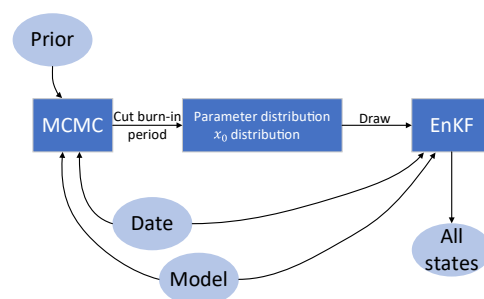 Prior
MCMC
Cut burn-in
period
Parameter distribution
x₀ distribution
Draw
EnKF
Date
Model
All
states